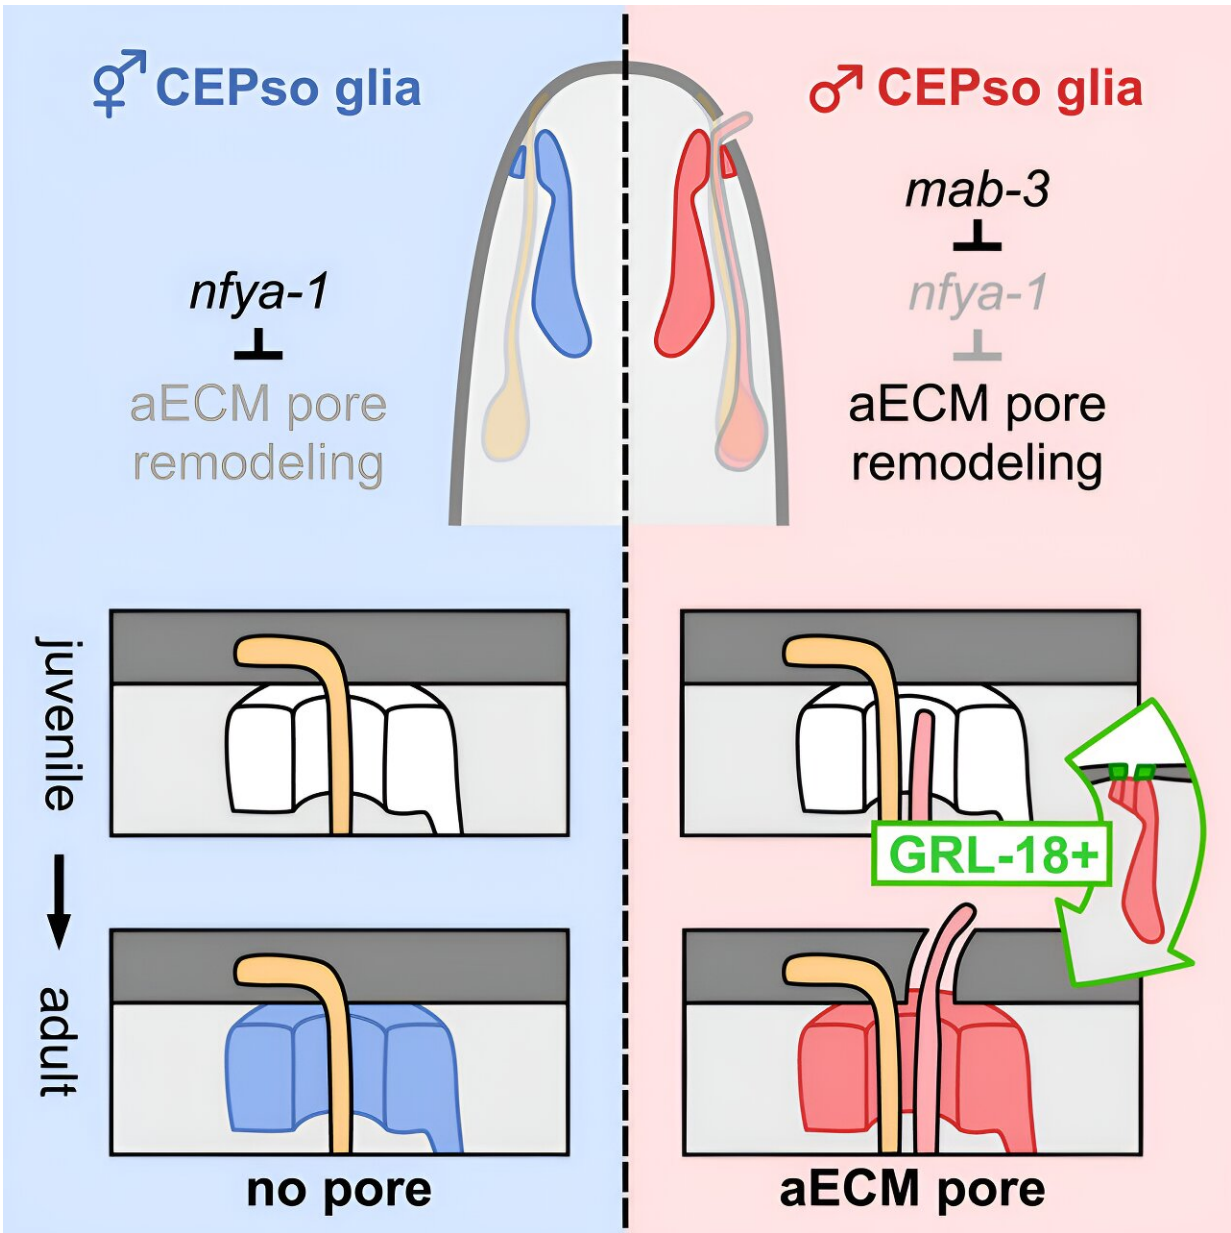 ⚥ CEPso glia
nfya-1
aECM pore
remodeling
♂ CEPso glia
mab-3
nfya-1
aECM pore
remodeling
juvenile
adult
GRL-18+
no pore
aECM pore